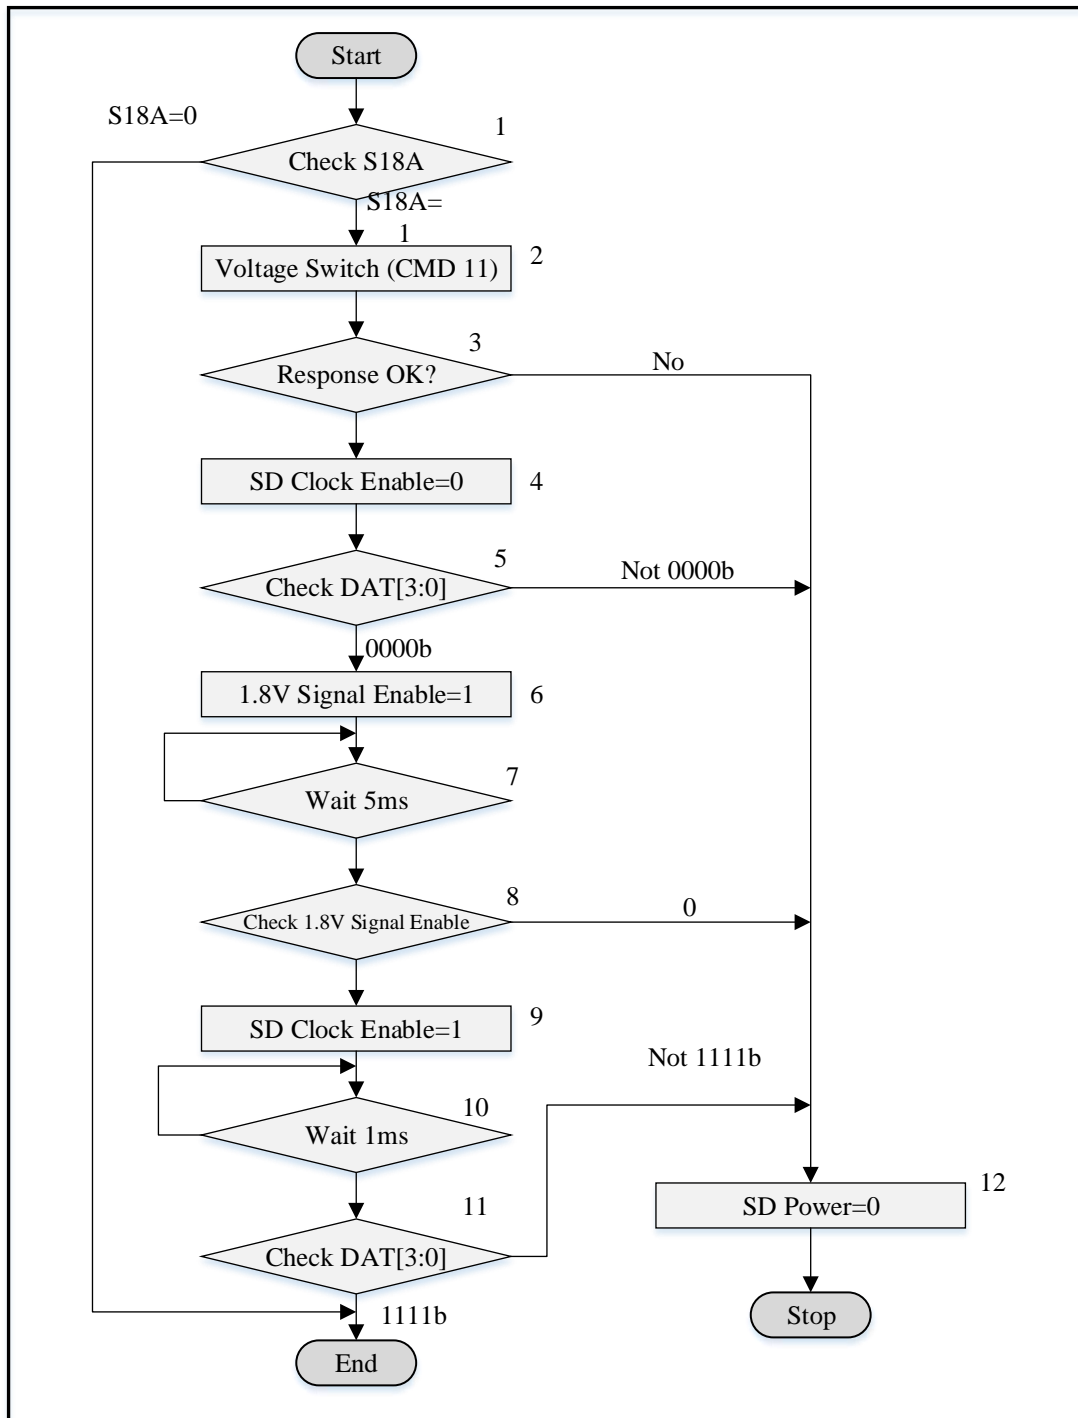 Start
S18A=0
1
Check S18A
S18A=
1
2
Voltage Switch (CMD 11)
3
Response OK?
No
SD Clock Enable=0
4
5
Check DAT[3:0]
Not 0000b
0000b
1.8V Signal Enable=1
6
7
Wait 5ms
8
Check 1.8V Signal Enable
0
SD Clock Enable=1
9
Not 1111b
10
Wait 1ms
11
Check DAT[3:0]
12
SD Power=0
1111b
Stop
End